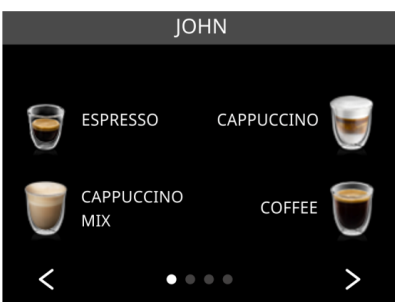 JOHN
ESPRESSO
CAPPUCCINO
CAPPUCCINO
MIX
COFFEE